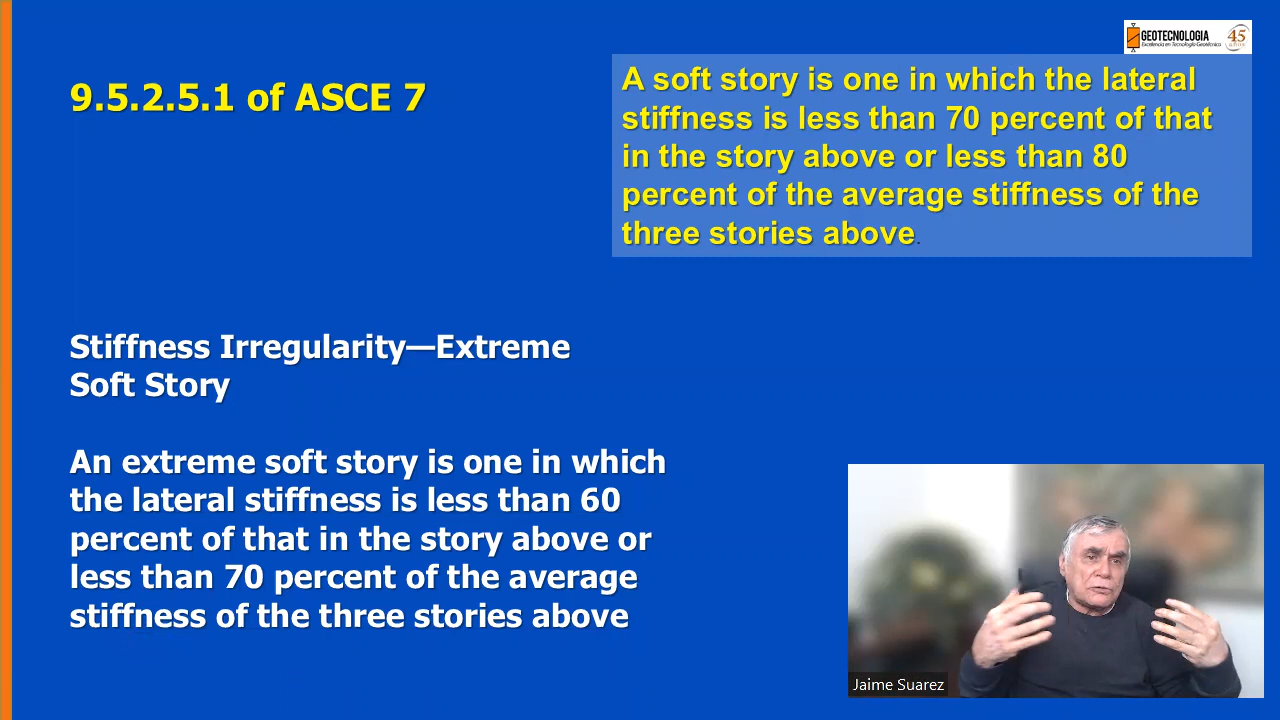 GEOTECNOLOGIA
Excelencia en Tecnología Geotécnica
45
9.5.2.5.1 of ASCE 7
A soft story is one in which the lateral
stiffness is less than 70 percent of that
in the story above or less than 80
percent of the average stiffness of the
three stories above.
Stiffness Irregularity—Extreme
Soft Story
An extreme soft story is one in which
the lateral stiffness is less than 60
percent of that in the story above or
less than 70 percent of the average
stiffness of the three stories above
Jaime Suarez